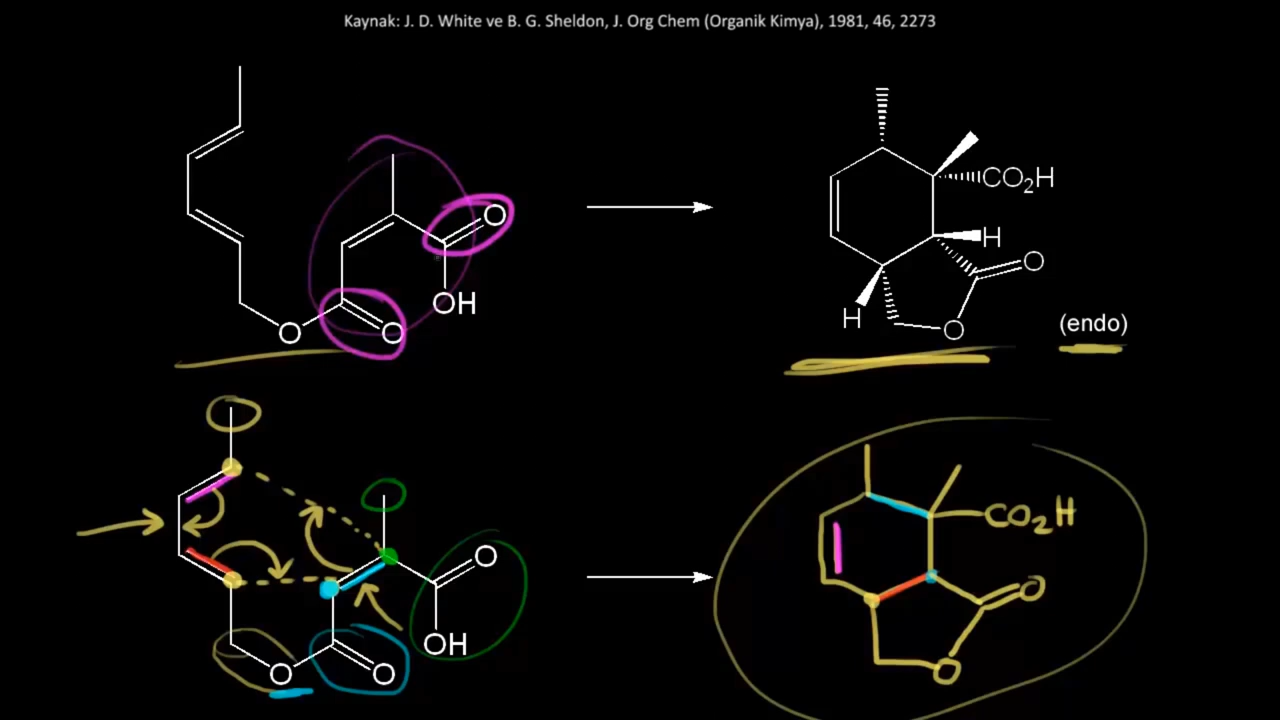 Kaynak: J. D. White ve B. G. Sheldon, J. Org Chem (Organik Kimya), 1981, 46, 2273
O
OH
O
O
CO₂H
H
O
H
O
(endo)
O
OH
O
O
CO₂H
O
O